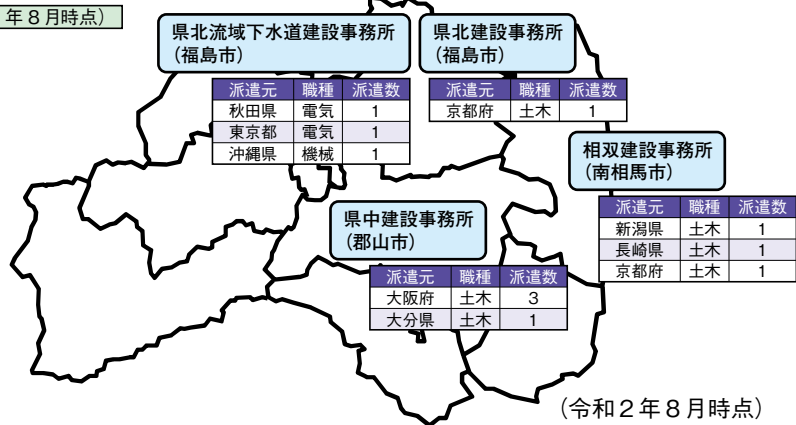 年８月時点）
県北流域下水道建設事務所
(福島市)
派遣元 職種 派遣数
秋田県 電気 1
東京都 電気 1
沖縄県 機械 1
県北建設事務所
(福島市)
派遣元 職種 派遣数
京都府 土木 1
相双建設事務所
(南相馬市)
派遣元 職種 派遣数
新潟県 土木 1
長崎県 土木 1
京都府 土木 1
県中建設事務所
(郡山市)
派遣元 職種 派遣数
大阪府 土木 3
大分県 土木 1
（令和２年８月時点）